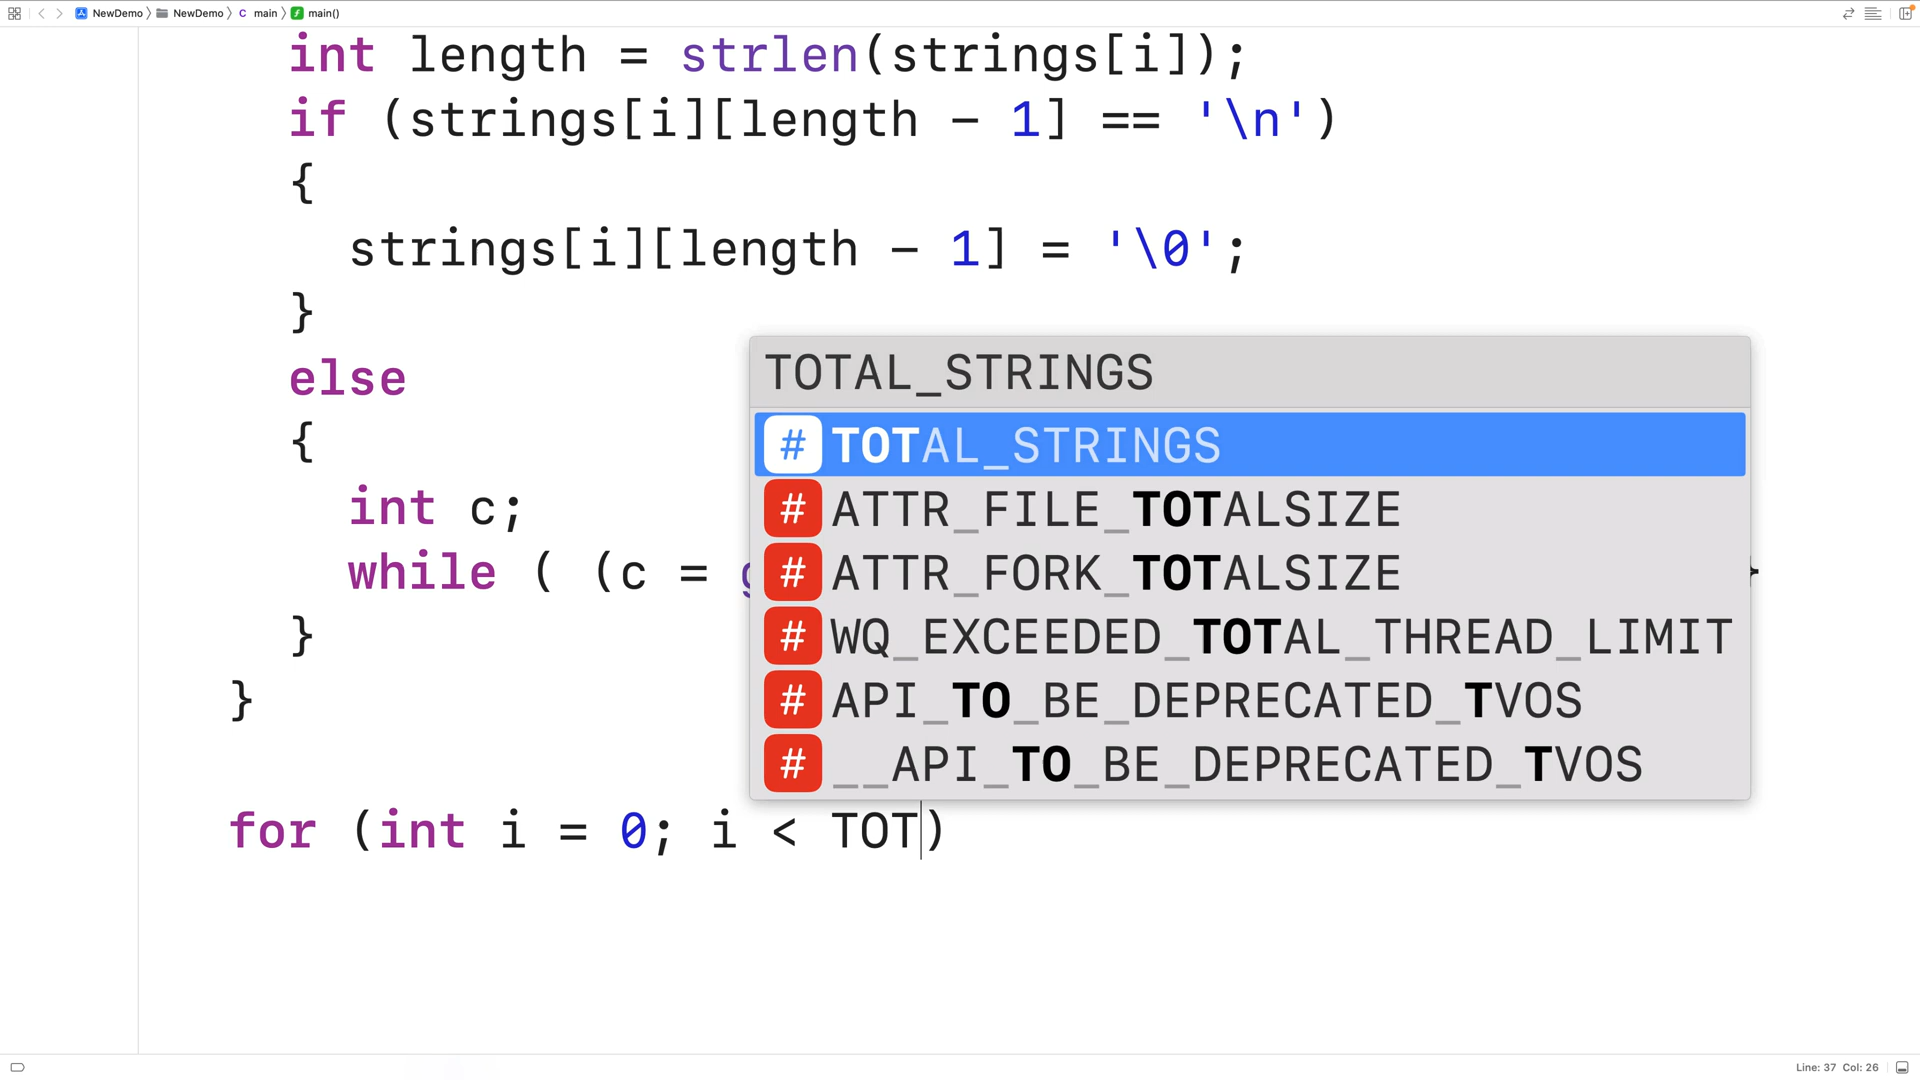 NewDemo NewDemo C main f main()
int length = strlen(strings[i]);
if (strings[i][length - 1] == '\n')
{
strings[i][length - 1] = '\0';
}
else
{
int c;
while ( (c =
}
}
TOTAL_STRINGS
# TOTAL_STRINGS
# ATTR_FILE_TOTALSIZE
# ATTR_FORK_TOTALSIZE
# WQ_EXCEEDED_TOTAL_THREAD_LIMIT
# API_TO_BE_DEPRECATED_TVOS
# __API_TO_BE_DEPRECATED_TVOS
for (int i = 0; i < TOT)
Line: 37 Col: 26